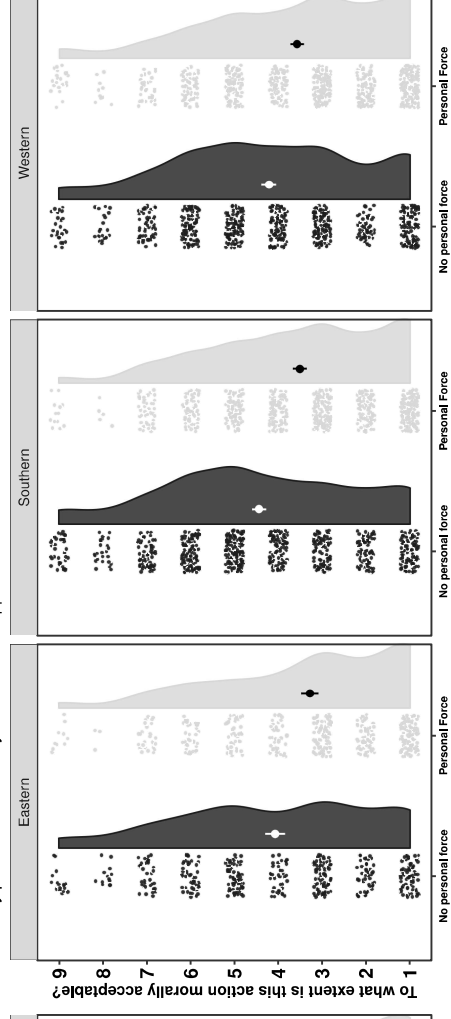 Eastern
Southern
Western
To what extent is this action morally acceptable?
9
8
7
6
5
4
3
2
1
No personal force
Personal Force
No personal force
Personal Force
No personal force
Personal Force